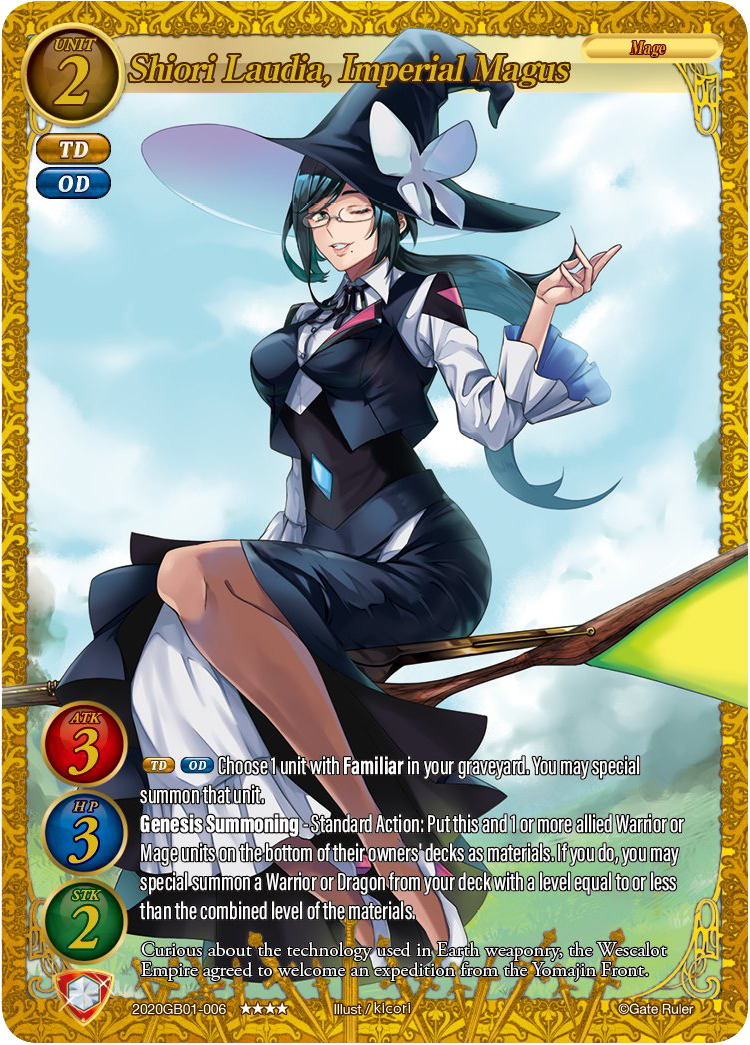 UNIT
2
Shiori Laudia, Imperial Magus
Mage
TD
OD
ATK
3
HP
3
STK
2
TD OD Choose 1 unit with Familiar in your graveyard. You may special
summon that unit.
Genesis Summoning - Standard Action: Put this and 1 or more allied Warrior or
Mage units on the bottom of their owners' decks as materials. If you do, you may
special summon a Warrior or Dragon from your deck with a level equal to or less
than the combined level of the materials.
Curious about the technology used in Earth weaponry, the Wescalot
Empire agreed to welcome an expedition from the Yomajin Front.
2020GB01-006 ★★★★ Illust / kicori ©Gate Ruler